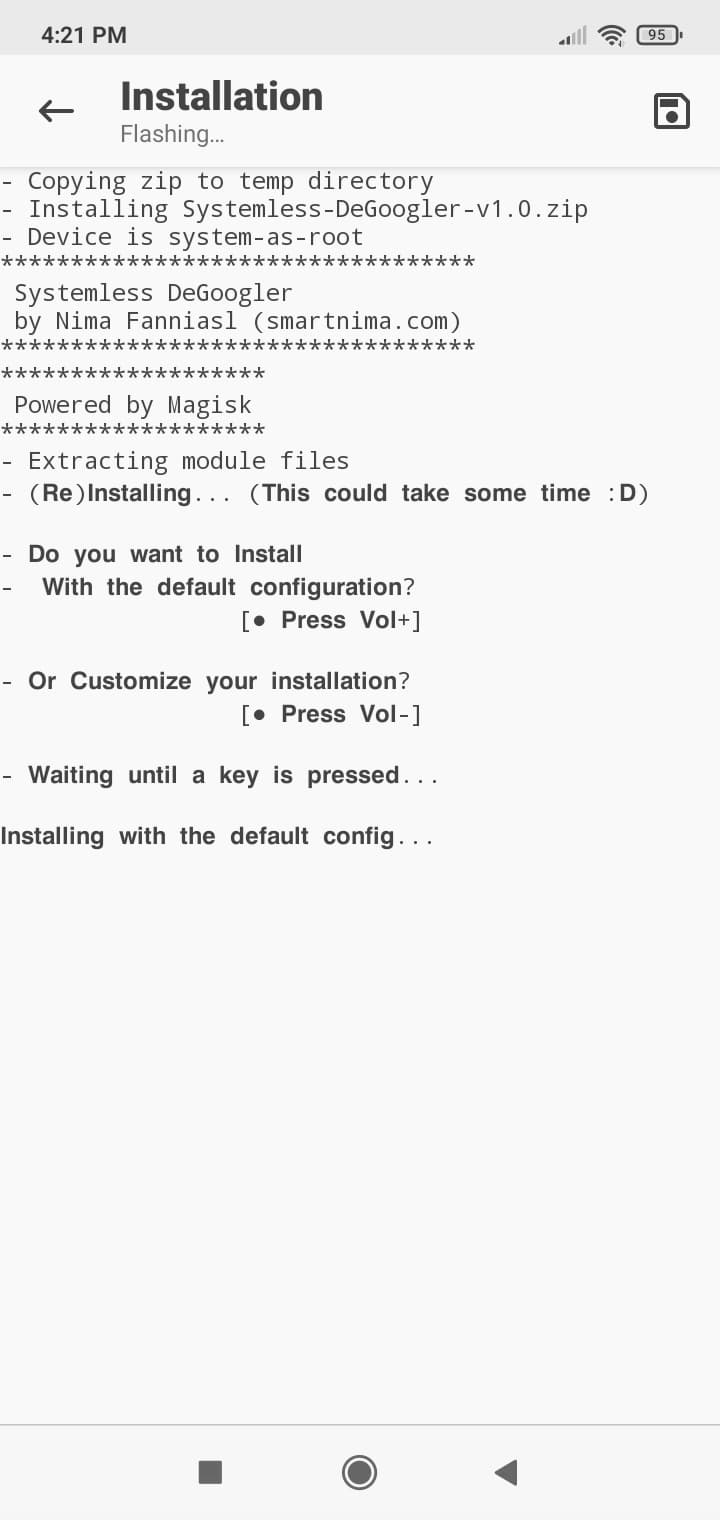 4:21 PM
95
Installation
Flashing...
- Copying zip to temp directory
- Installing Systemless-DeGoogler-v1.0.zip
- Device is system-as-root
**********************************
Systemless DeGoogler
by Nima Fanniasl (smartnima.com)
**********************************
*******************
Powered by Magisk
*******************
- Extracting module files
- (Re)Installing... (This could take some time :D)
- Do you want to Install
- With the default configuration?
[● Press Vol+]
- Or Customize your installation?
[● Press Vol-]
- Waiting until a key is pressed...
Installing with the default config...